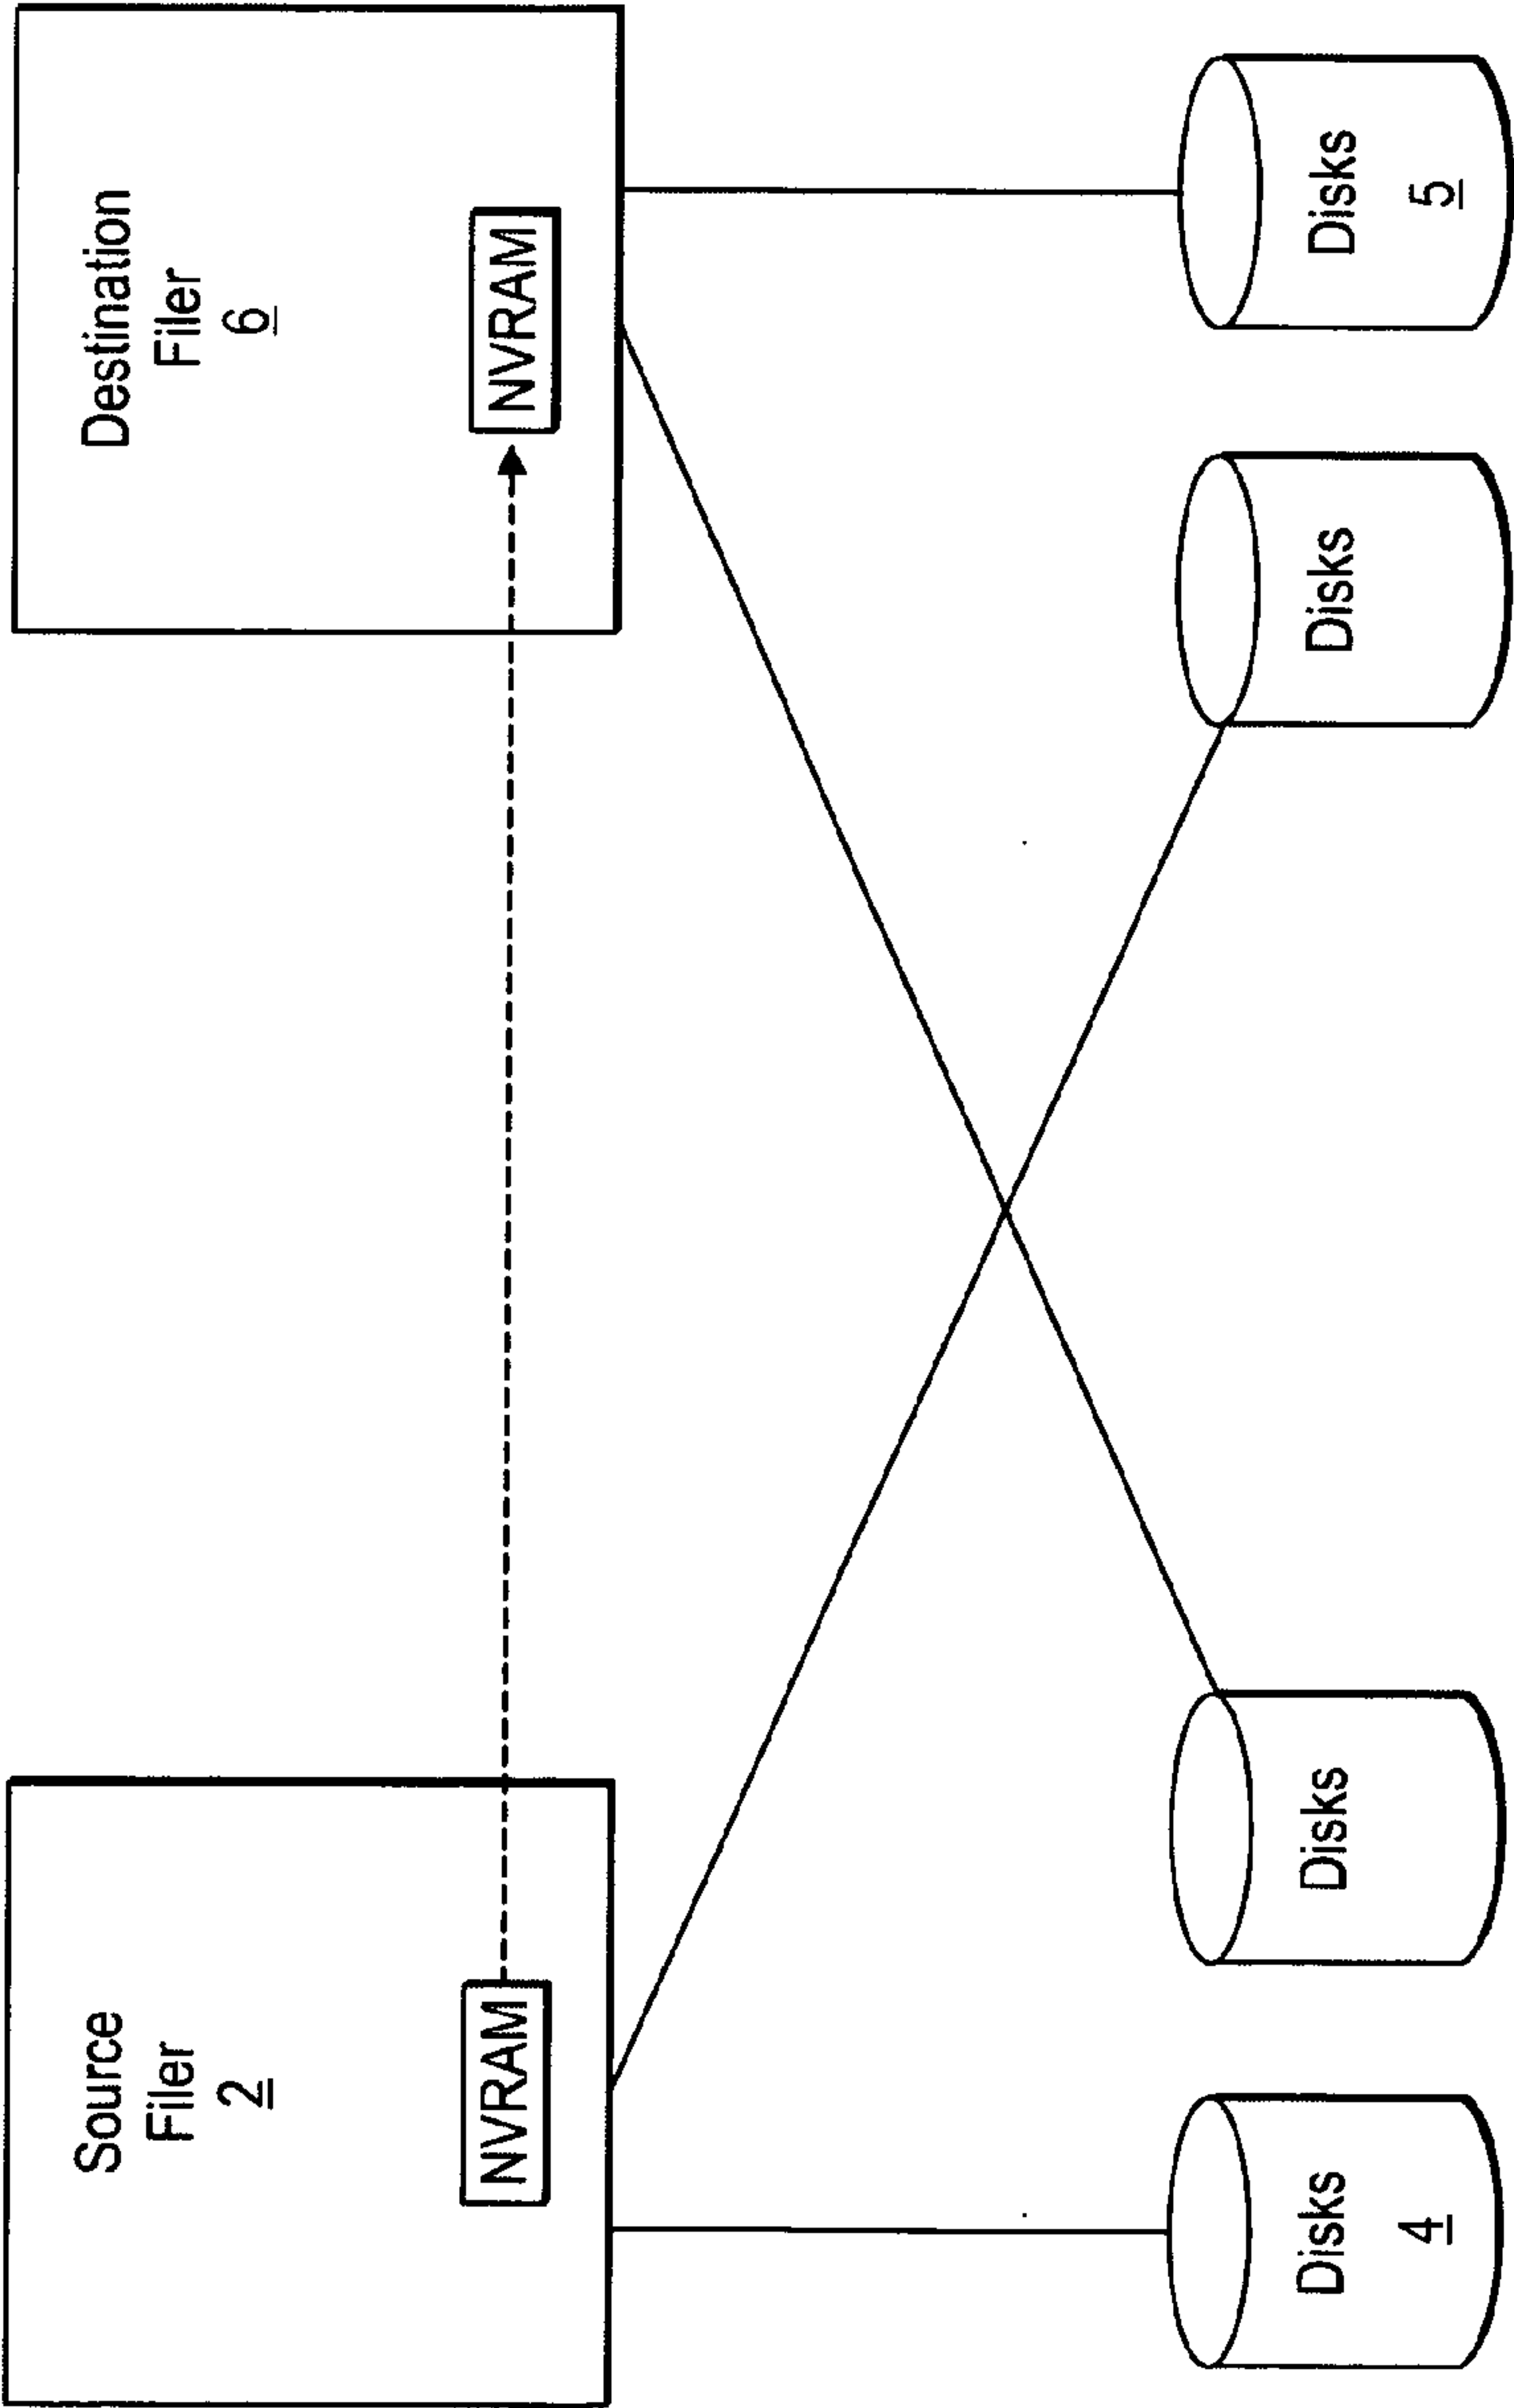 Source
Filer
2
NVRAM
Destination
Filer
6
NVRAM
Disks
4
Disks
Disks
Disks
5